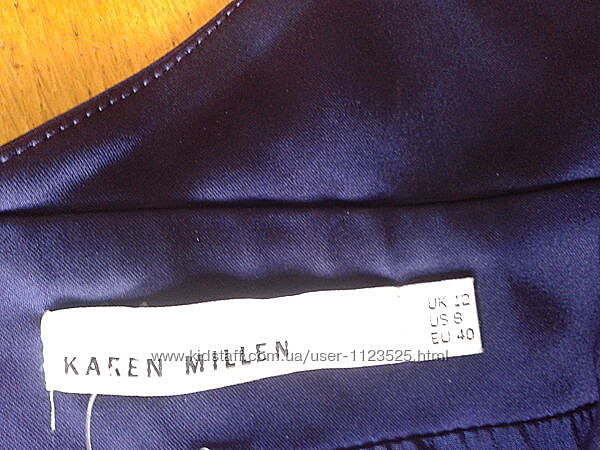 UK 12
US 8
EU 40
KAREN MILLEN
www.kidstaff.com.ua/user-1123525.html